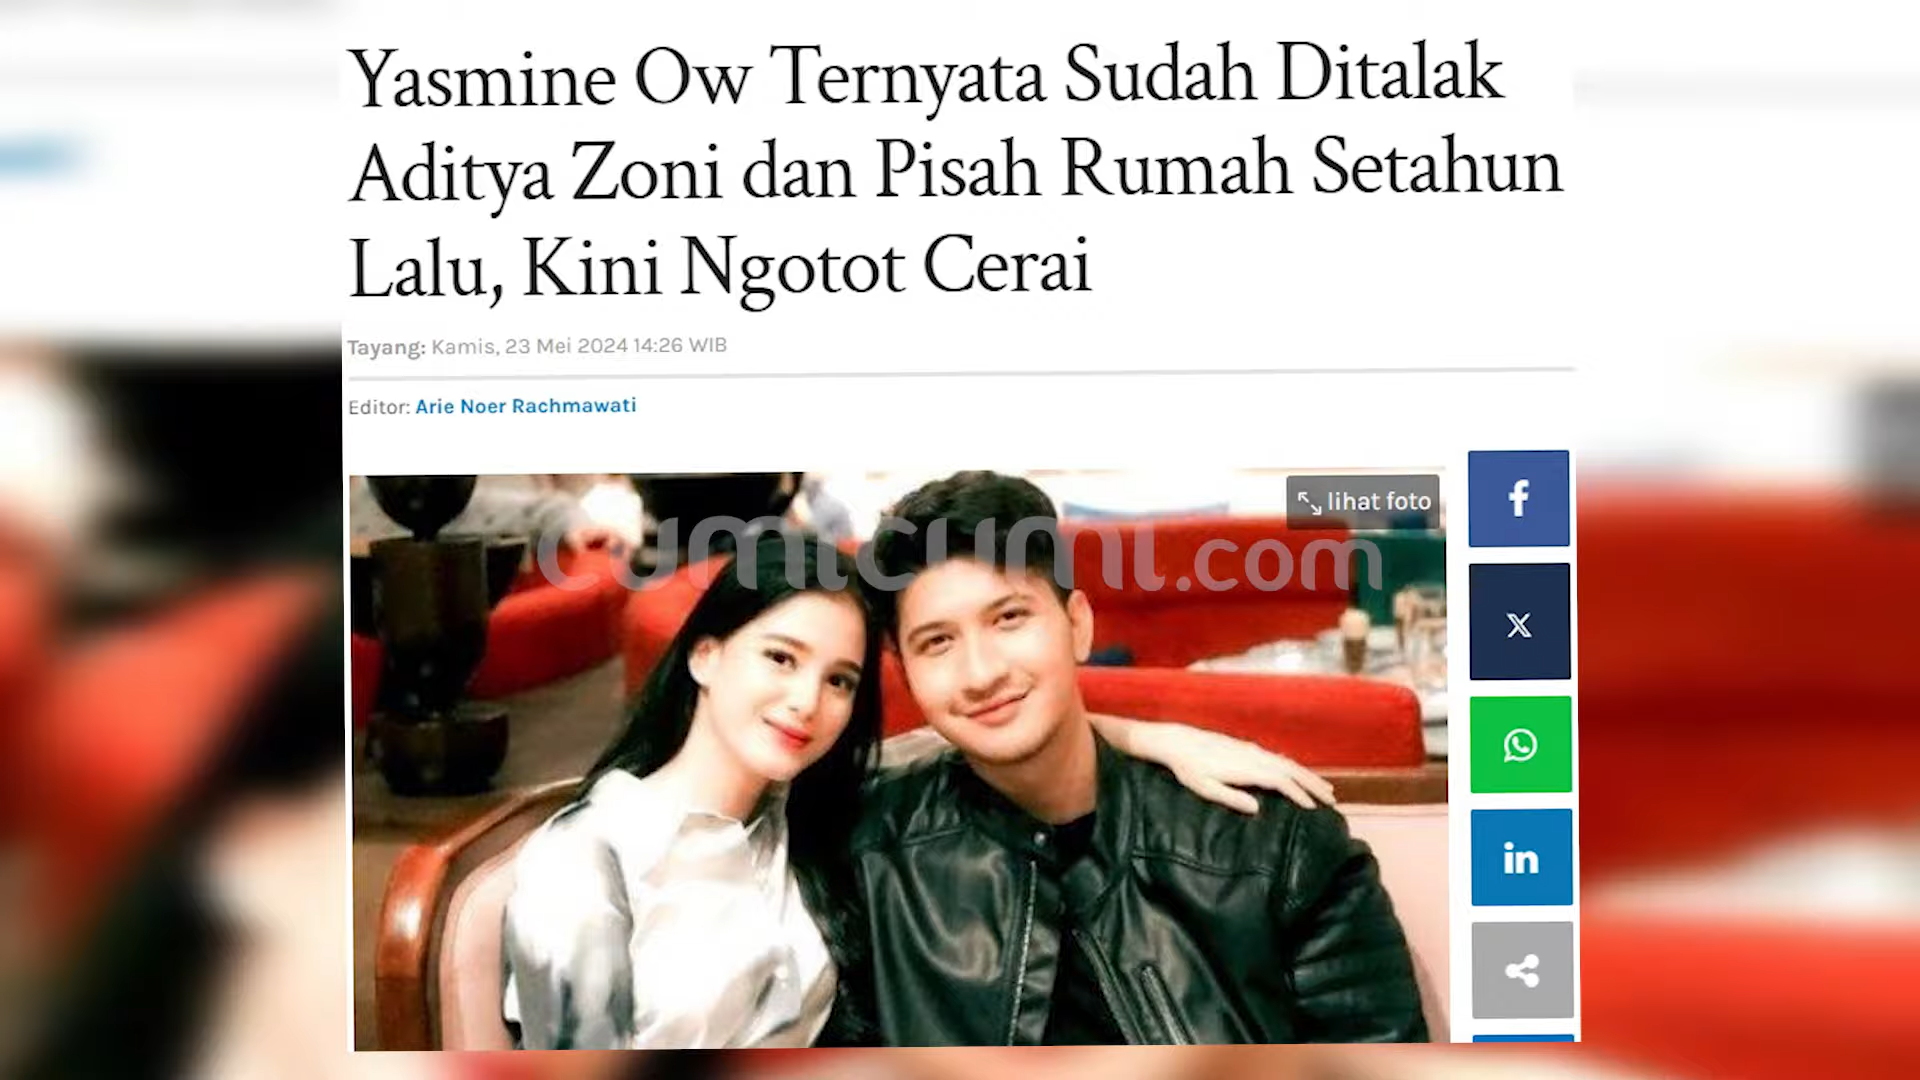 Yasmine Ow Ternyata Sudah Ditalak
Aditya Zoni dan Pisah Rumah Setahun
Lalu, Kini Ngotot Cerai
Tayang: Kamis, 23 Mei 2024 14:26 WIB
Editor: Arie Noer Rachmawati
lihat foto
cumicumi.com
f
X
in